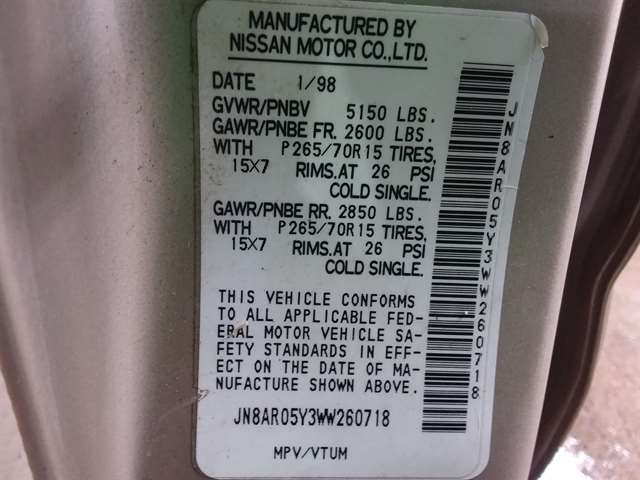 MANUFACTURED BY
NISSAN MOTOR CO.,LTD.
DATE 1/98
GVWR/PNBV 5150 LBS.
GAWR/PNBE FR. 2600 LBS.
WITH P265/70R15 TIRES,
15X7 RIMS.AT 26 PSI
COLD SINGLE.
GAWR/PNBE RR. 2850 LBS.
WITH P265/70R15 TIRES,
15X7 RIMS.AT 26 PSI
COLD SINGLE.
THIS VEHICLE CONFORMS
TO ALL APPLICABLE FED-
ERAL MOTOR VEHICLE SA-
FETY STANDARDS IN EFF-
ECT ON THE DATE OF MA-
NUFACTURE SHOWN ABOVE.
JN8AR05Y3WW260718
MPV/VTUM
JN8AR05Y3WW260718